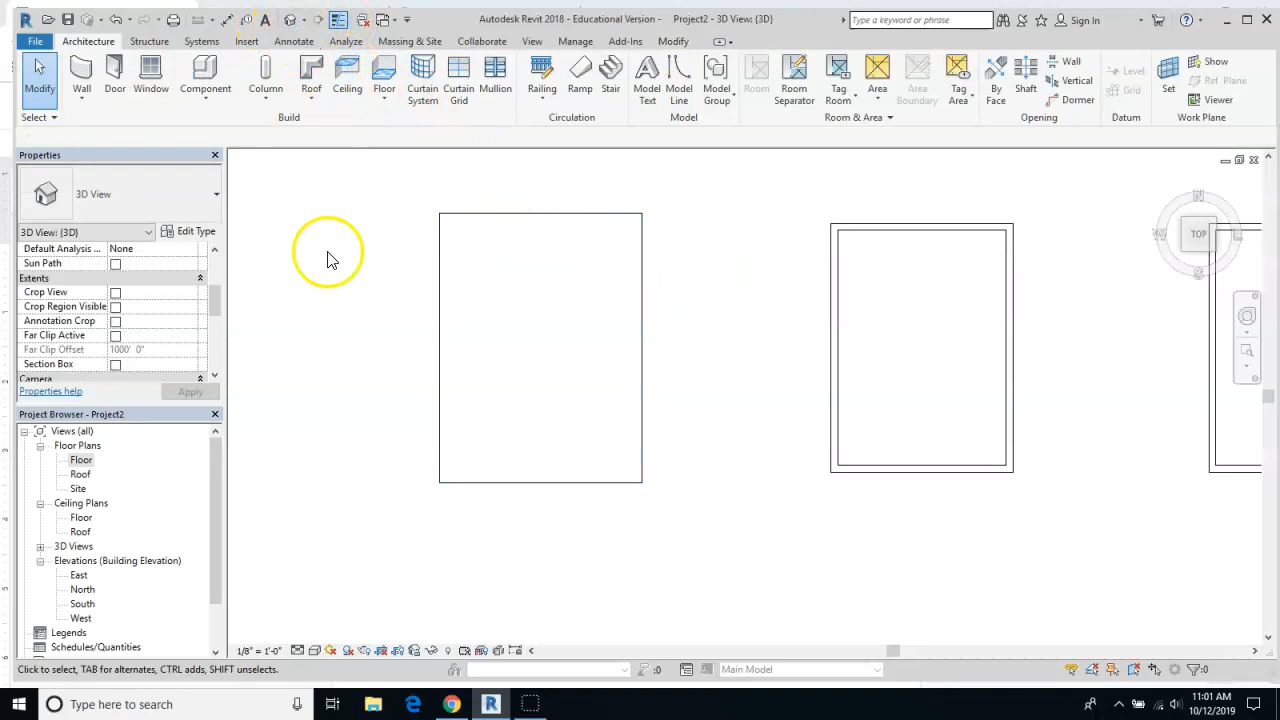 Autodesk Revit 2018 - Educational Version - Project2 - 3D View: {3D}
Type a keyword or phrase
Sign In
File Architecture Structure Systems Insert Annotate Analyze Massing & Site Collaborate View Manage Add-Ins Modify
Modify Wall Door Window Component Column Roof Ceiling Floor Curtain System Curtain Grid Mullion Railing Ramp Stair Model Text Model Line Model Group Room Room Separator Tag Room Area Area Boundary Tag Area By Face Shaft Wall Vertical Dormer Level Grid Set Show Ref Plane Viewer
Select Build Circulation Model Room & Area Opening Datum Work Plane
Properties
3D View
3D View: {3D} Edit Type
Default Analysis ... None
Sun Path
Extents
Crop View
Crop Region Visible
Annotation Crop
Far Clip Active
Far Clip Offset 1000' 0"
Section Box
Camera
Properties help Apply
Project Browser - Project2
Views (all)
Floor Plans
Floor
Roof
Site
Ceiling Plans
Floor
Roof
3D Views
Elevations (Building Elevation)
East
North
South
West
Legends
Schedules/Quantities
TOP
1/8" = 1'-0"
Click to select, TAB for alternates, CTRL adds, SHIFT unselects.
:0 Main Model :0
Type here to search
11:01 AM
10/12/2019